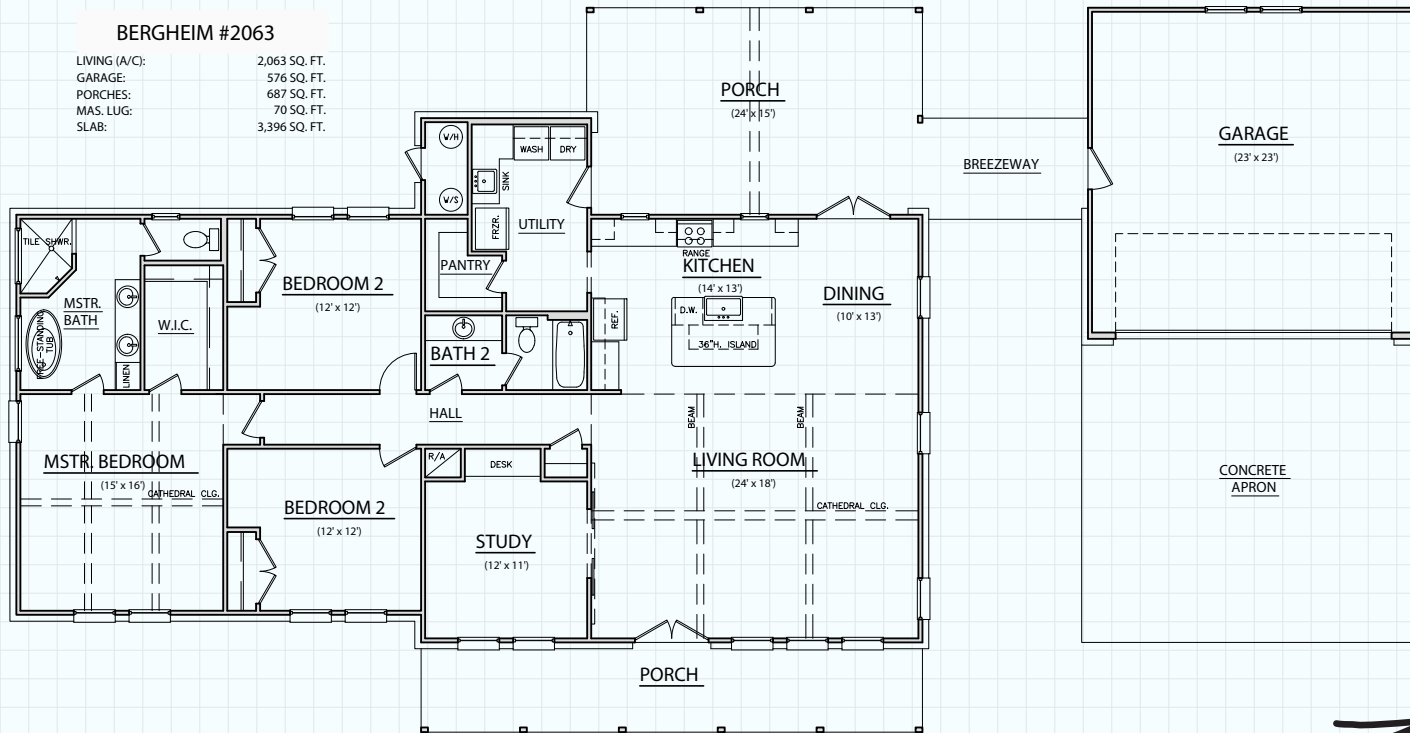 BERGHEIM #2063
LIVING (A/C): 2,063 SQ. FT.
GARAGE: 576 SQ. FT.
PORCHES: 687 SQ. FT.
MAS. LUG: 70 SQ. FT.
SLAB: 3,396 SQ. FT.
PORCH
(24' x 15')
GARAGE
(23' x 23')
BREEZEWAY
W/H
WASH
DRY
SINK
W/S
FRZR.
UTILITY
PANTRY
TILE SHWR.
MSTR.
BATH
FREE-STANDING
TUB
LINEN
W.I.C.
BEDROOM 2
(12' x 12')
BATH 2
RANGE
KITCHEN
(14' x 13')
REF.
D.W.
36"H. ISLAND
DINING
(10' x 13')
HALL
MSTR. BEDROOM
(15' x 16')
CATHEDRAL CLG.
BEDROOM 2
(12' x 12')
R/A
DESK
STUDY
(12' x 11')
BEAM
BEAM
LIVING ROOM
(24' x 18')
CATHEDRAL CLG.
CONCRETE
APRON
PORCH